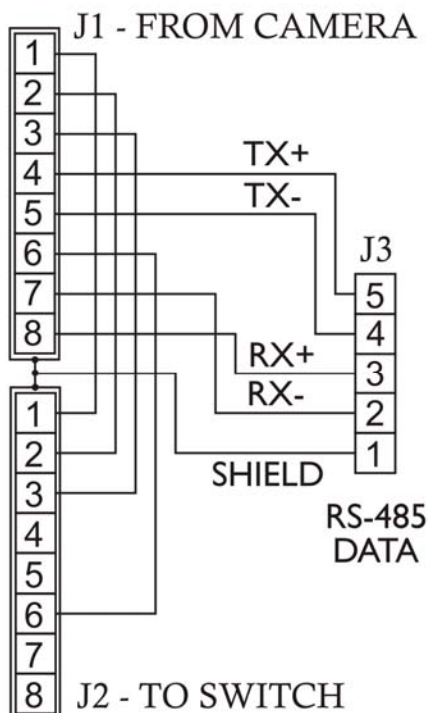 J1 - FROM CAMERA
1
2
3
4
5
6
7
8
TX+
TX-
RX+
RX-
SHIELD
J3
5
4
3
2
1
RS-485
DATA
1
2
3
4
5
6
7
8
J2 - TO SWITCH